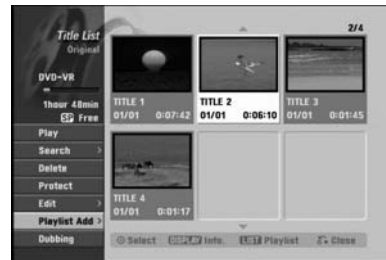 Title List
Original
2/4
DVD-VR
1hour 48min
SP Free
Play
Search >
Delete
Protect
Edit >
Playlist Add >
Dubbing
TITLE 1
01/01 0:07:42
TITLE 2
01/01 0:06:10
TITLE 3
01/01 0:01:45
TITLE 4
01/01 0:01:17
Select DISPLAY Info. LIST Playlist Close